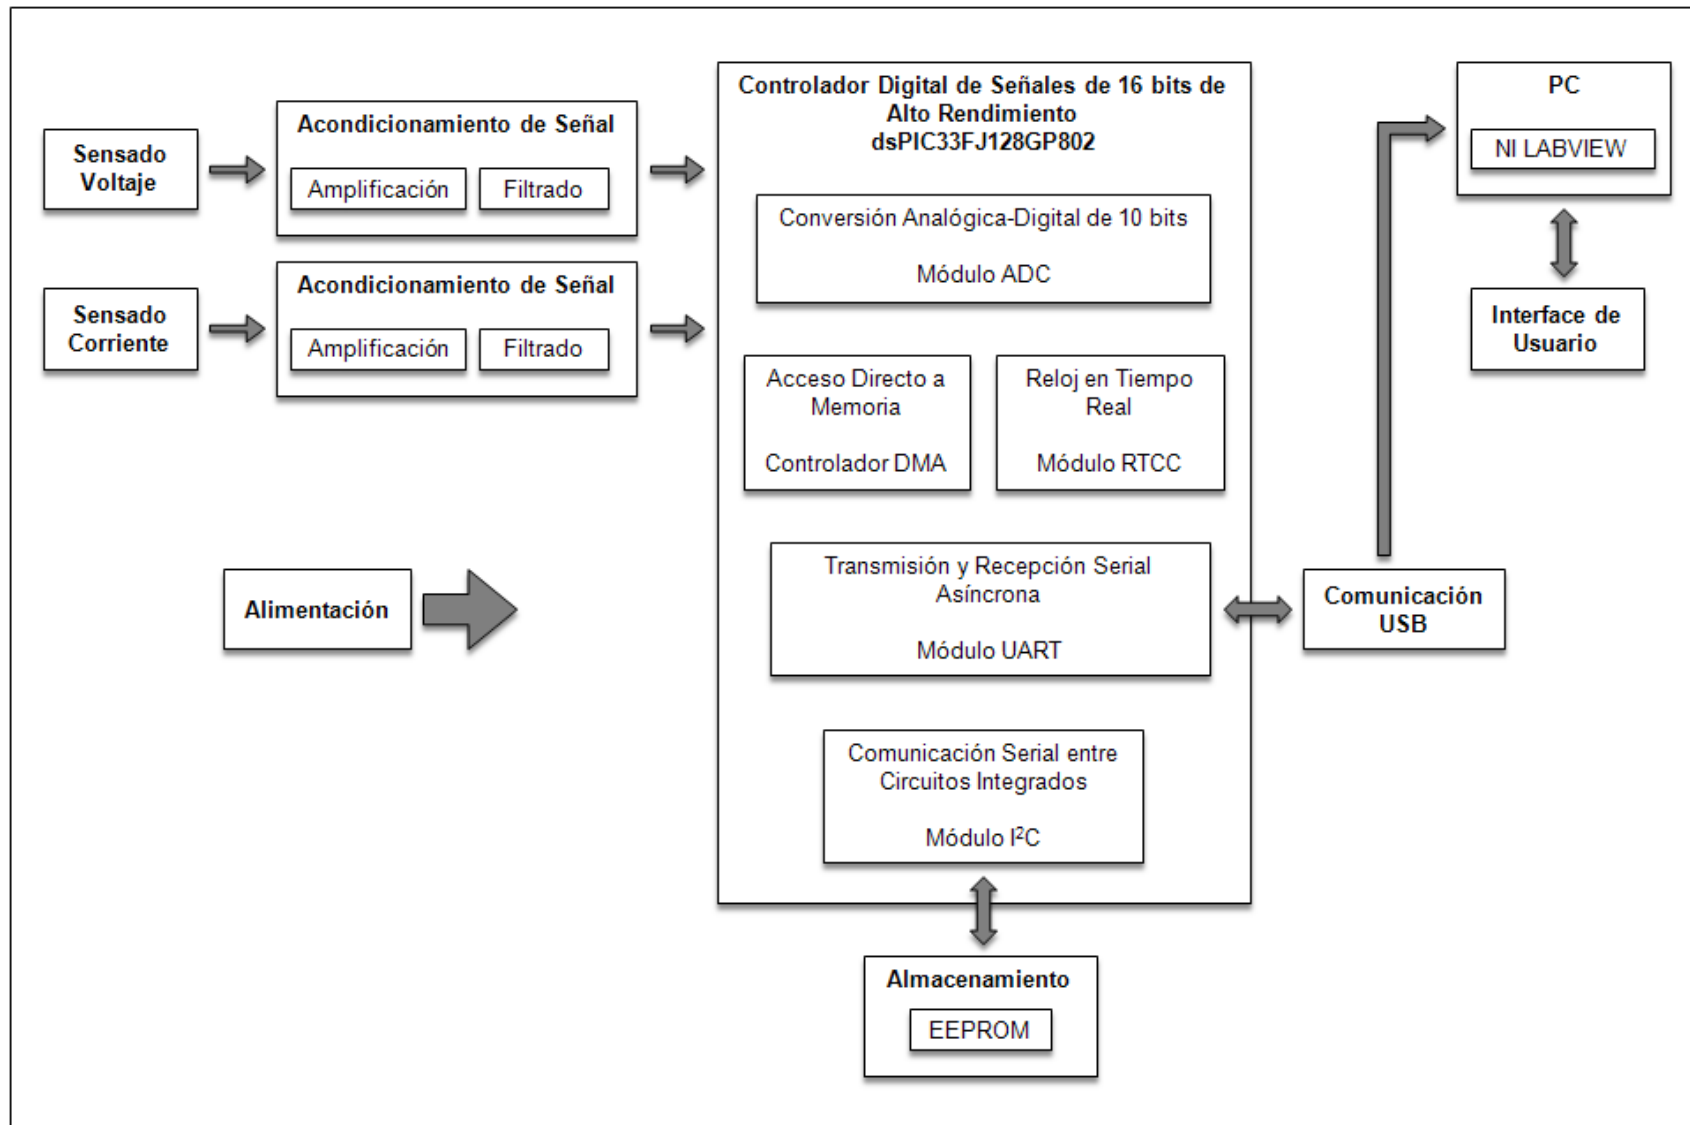 Sensado
Voltaje
Acondicionamiento de Señal
Amplificación
Filtrado
Sensado
Corriente
Acondicionamiento de Señal
Amplificación
Filtrado
Alimentación
Controlador Digital de Señales de 16 bits de
Alto Rendimiento
dsPIC33FJ128GP802
Conversión Analógica-Digital de 10 bits
Módulo ADC
Acceso Directo a
Memoria
Controlador DMA
Reloj en Tiempo
Real
Módulo RTCC
Transmisión y Recepción Serial
Asíncrona
Módulo UART
Comunicación Serial entre
Circuitos Integrados
Módulo I²C
Almacenamiento
EEPROM
Comunicación
USB
PC
NI LABVIEW
Interface de
Usuario